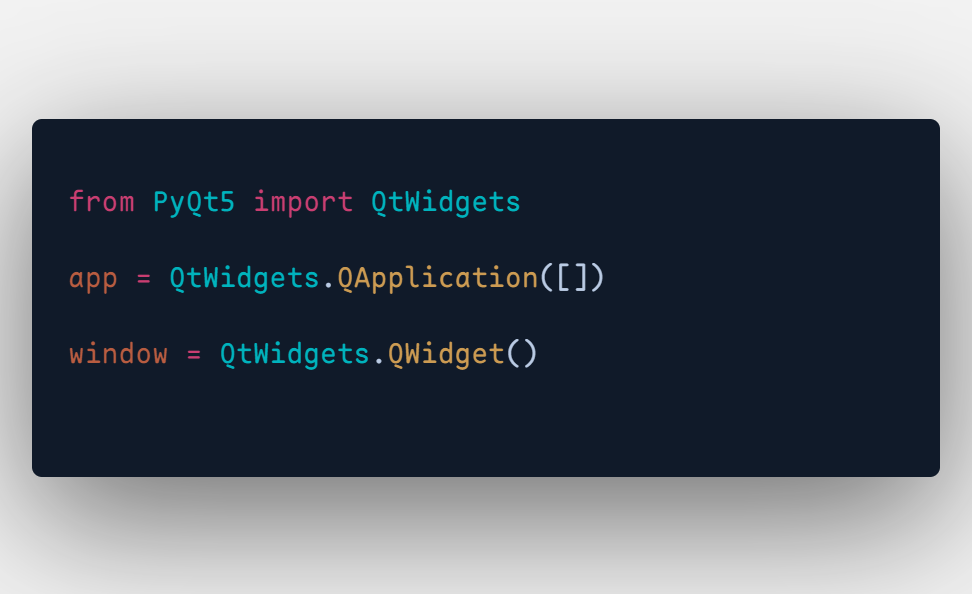 from PyQt5 import QtWidgets
app = QtWidgets.QApplication([])
window = QtWidgets.QWidget()